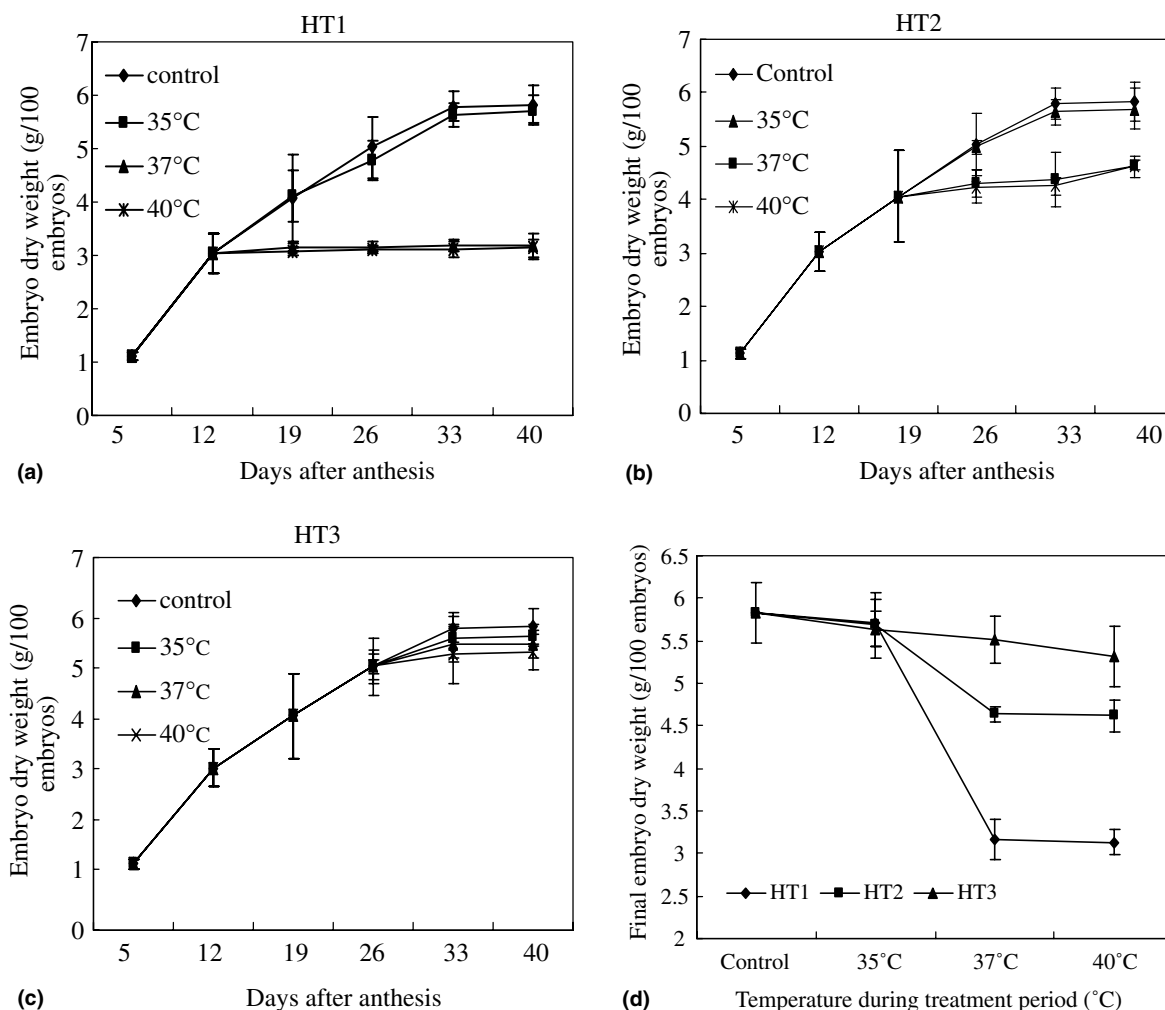 HT1
7
6
5
4
3
2
1
0
control
35°C
37°C
40°C
Embryo dry weight (g/100
embryos)
5 12 19 26 33 40
(a) Days after anthesis
HT2
7
6
5
4
3
2
1
0
Control
35°C
37°C
40°C
Embryo dry weight (g/100
embryos)
5 12 19 26 33 40
(b) Days after anthesis
HT3
7
6
5
4
3
2
1
0
control
35°C
37°C
40°C
Embryo dry weight (g/100
embryos)
5 12 19 26 33 40
(c) Days after anthesis
6.5
6
5.5
5
4.5
4
3.5
3
2.5
2
Final embryo dry weight (g/100 embryos)
HT1 HT2 HT3
Control 35˚C 37˚C 40˚C
(d) Temperature during treatment period (˚C)